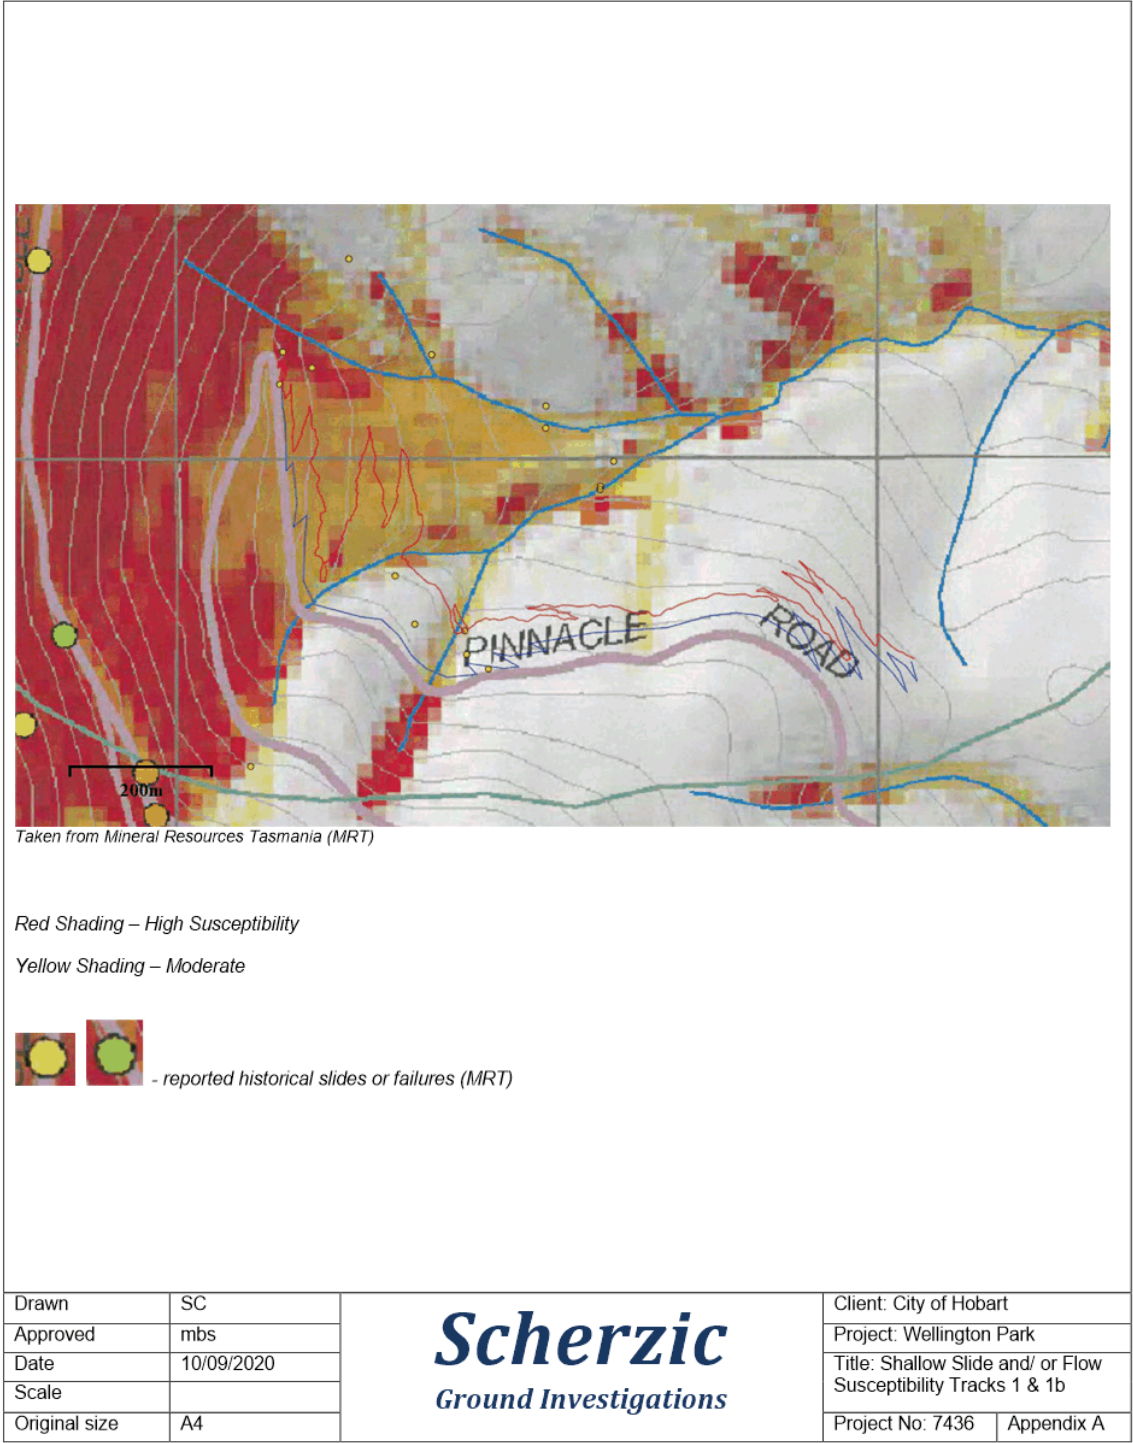 PINNACLE
ROAD
200m
Taken from Mineral Resources Tasmania (MRT)
Red Shading – High Susceptibility
Yellow Shading – Moderate
- reported historical slides or failures (MRT)
Drawn SC
Approved mbs
Date 10/09/2020
Scale
Original size A4
Scherzic
Ground Investigations
Client: City of Hobart
Project: Wellington Park
Title: Shallow Slide and/ or Flow
Susceptibility Tracks 1 & 1b
Project No: 7436 Appendix A